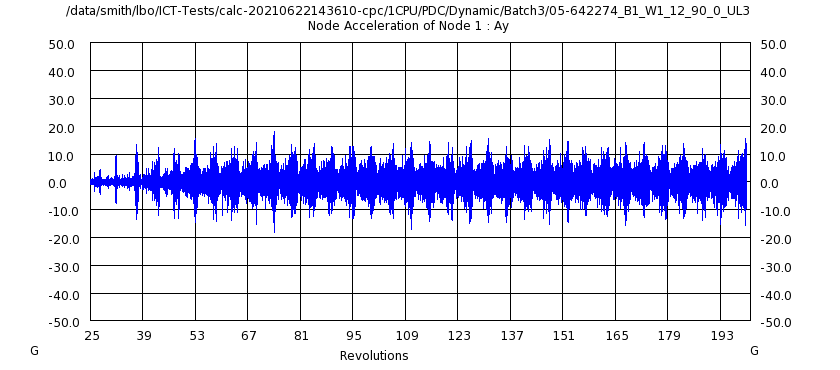 /data/smith/lbo/ICT-Tests/calc-20210622143610-cpc/1CPU/PDC/Dynamic/Batch3/05-642274_B1_W1_12_90_0_UL3
Node Acceleration of Node 1 : Ay
50.0 50.0
40.0 40.0
30.0 30.0
20.0 20.0
10.0 10.0
0.0 0.0
-10.0 -10.0
-20.0 -20.0
-30.0 -30.0
-40.0 -40.0
-50.0 -50.0
25 39 53 67 81 95 109 123 137 151 165 179 193
G G
Revolutions